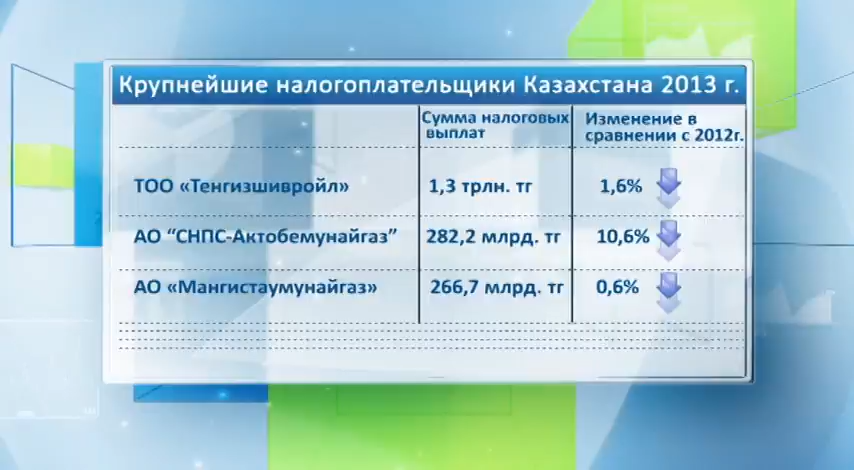 Крупнейшие налогоплательщики Казахстана 2013 г.
Сумма налоговых
выплат
Изменение в
сравнении с 2012г.
ТОО «Тенгизшивройл» 1,3 трлн. тг 1,6%
АО “СНПС-Актобемунайгаз” 282,2 млрд. тг 10,6%
АО «Мангистаумунайгаз» 266,7 млрд. тг 0,6%